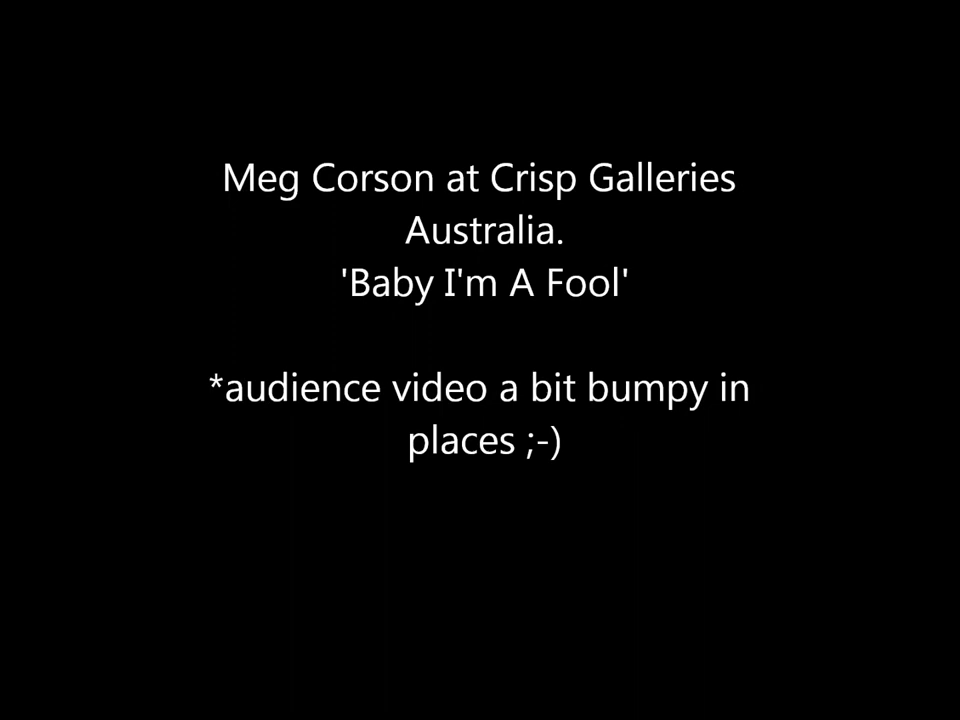 Meg Corson at Crisp Galleries
Australia.
'Baby I'm A Fool'
*audience video a bit bumpy in
places ;-)